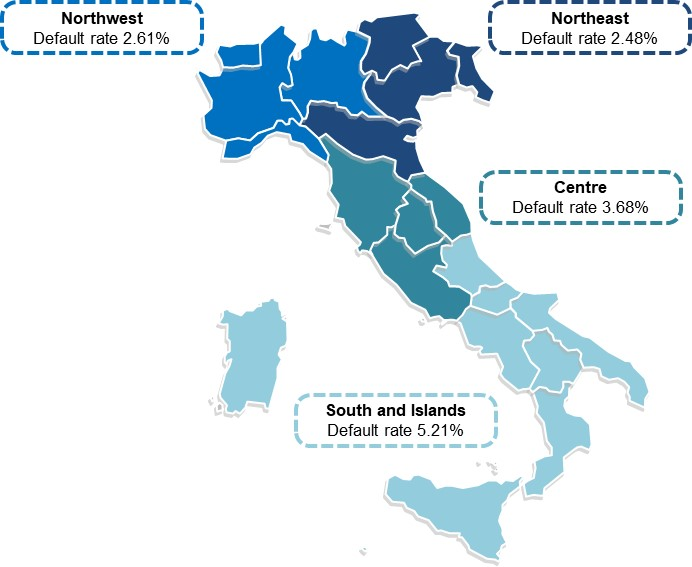 Northwest
Default rate 2.61%
Northeast
Default rate 2.48%
Centre
Default rate 3.68%
South and Islands
Default rate 5.21%